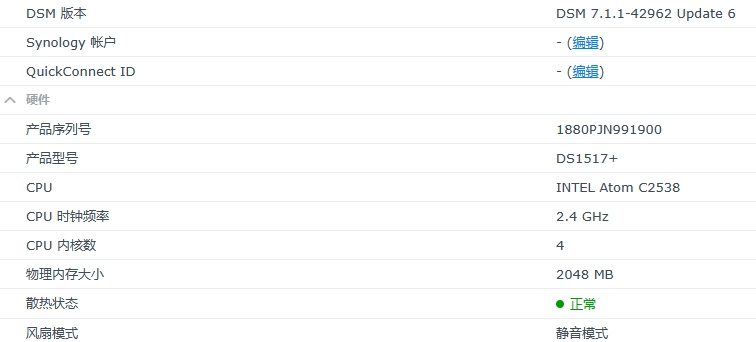 DSM 版本 DSM 7.1.1-42962 Update 6
Synology 帐户 - (编辑)
QuickConnect ID - (编辑)
硬件
产品序列号 1880PJN991900
产品型号 DS1517+
CPU INTEL Atom C2538
CPU 时钟频率 2.4 GHz
CPU 内核数 4
物理内存大小 2048 MB
散热状态 正常
风扇模式 静音模式